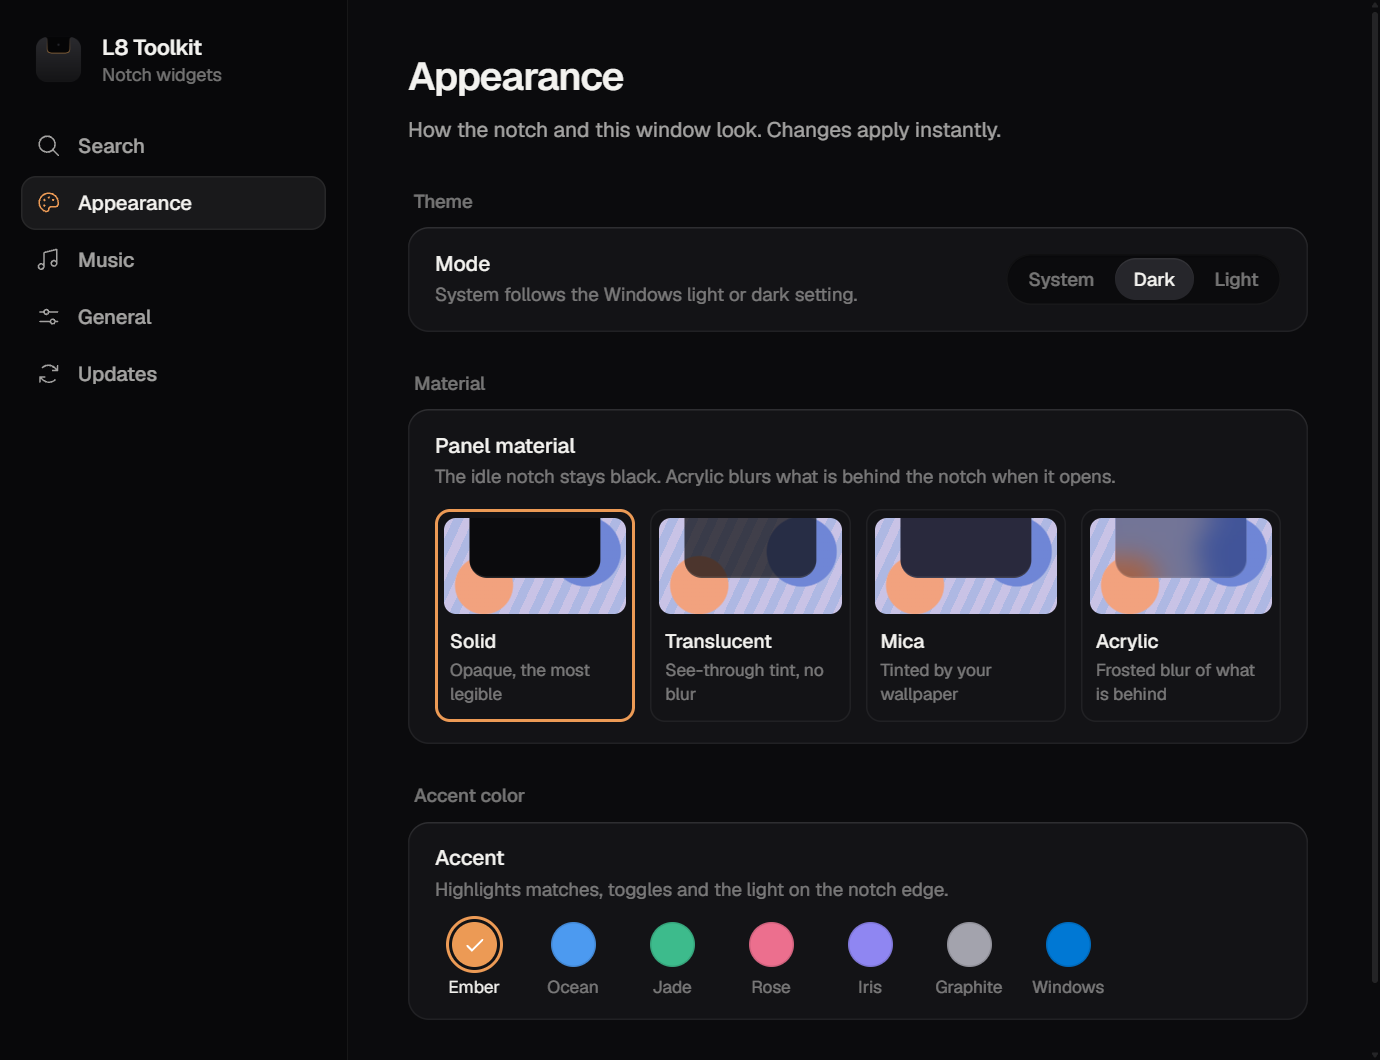 L8 Toolkit
Notch widgets
Search
Appearance
Music
General
Updates
Appearance
How the notch and this window look. Changes apply instantly.
Theme
Mode
System follows the Windows light or dark setting.
System Dark Light
Material
Panel material
The idle notch stays black. Acrylic blurs what is behind the notch when it opens.
Solid
Opaque, the most
legible
Translucent
See-through tint, no
blur
Mica
Tinted by your
wallpaper
Acrylic
Frosted blur of what
is behind
Accent color
Accent
Highlights matches, toggles and the light on the notch edge.
Ember Ocean Jade Rose Iris Graphite Windows